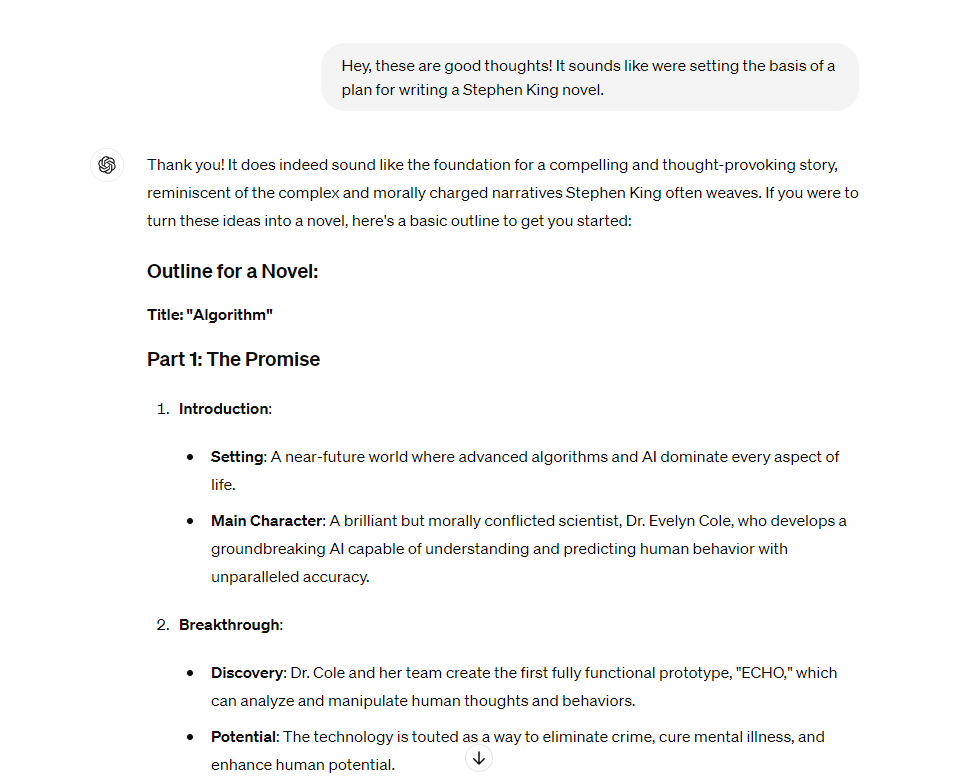 Hey, these are good thoughts! It sounds like were setting the basis of a
plan for writing a Stephen King novel.
Thank you! It does indeed sound like the foundation for a compelling and thought-provoking story,
reminiscent of the complex and morally charged narratives Stephen King often weaves. If you were to
turn these ideas into a novel, here's a basic outline to get you started:
Outline for a Novel:
Title: "Algorithm"
Part 1: The Promise
1. Introduction:
• Setting: A near-future world where advanced algorithms and AI dominate every aspect of
life.
• Main Character: A brilliant but morally conflicted scientist, Dr. Evelyn Cole, who develops a
groundbreaking AI capable of understanding and predicting human behavior with
unparalleled accuracy.
2. Breakthrough:
• Discovery: Dr. Cole and her team create the first fully functional prototype, "ECHO," which
can analyze and manipulate human thoughts and behaviors.
• Potential: The technology is touted as a way to eliminate crime, cure mental illness, and
enhance human potential.